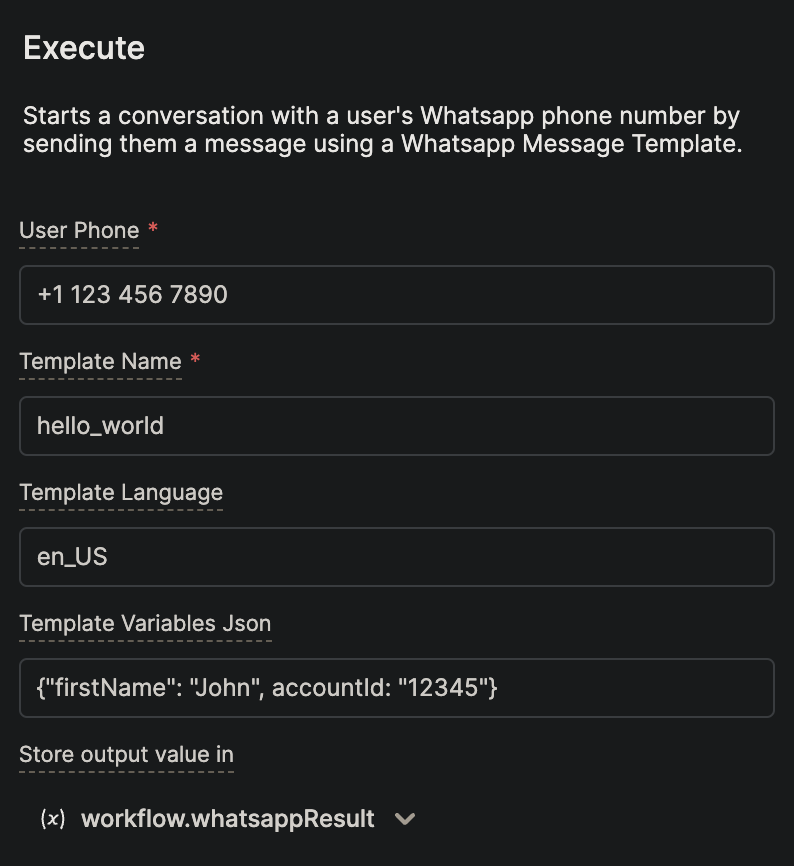 Execute
Starts a conversation with a user's Whatsapp phone number by
sending them a message using a Whatsapp Message Template.
User Phone *
+1 123 456 7890
Template Name *
hello_world
Template Language
en_US
Template Variables Json
{"firstName": "John", accountId: "12345"}
Store output value in
(x) workflow.whatsappResult